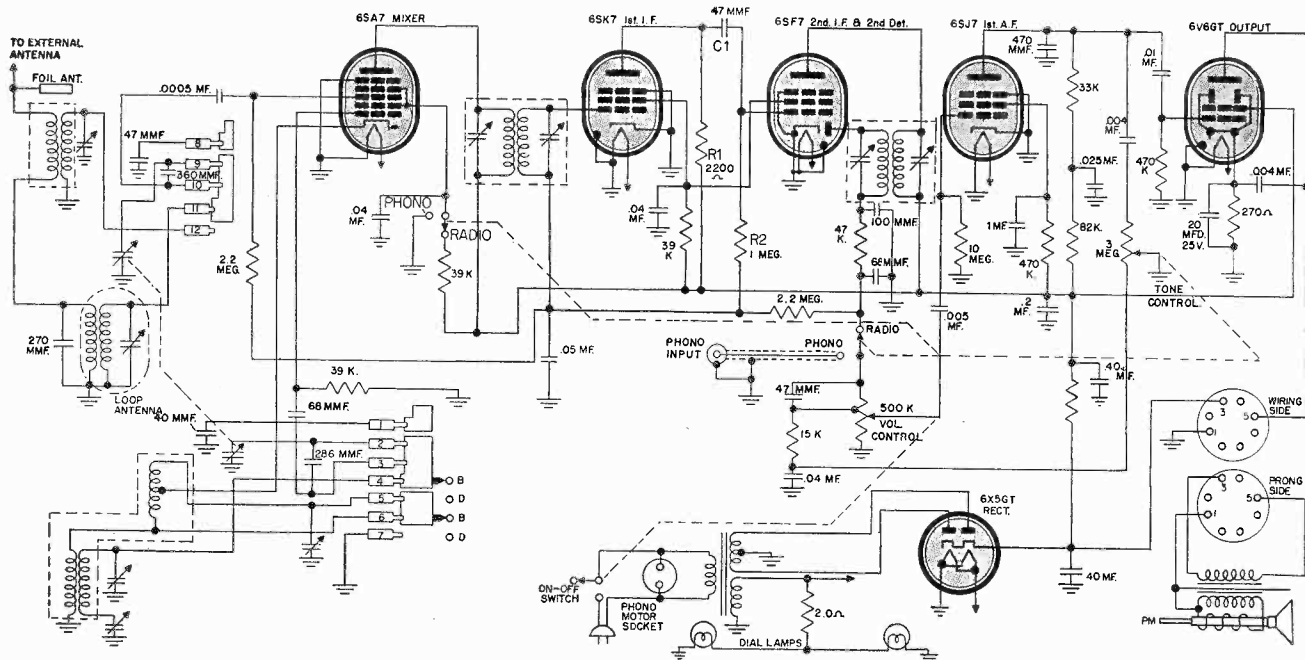 6SA7 MIXER
6SK7 1st. I.F.
47 MMF
C1
6SF7 2nd. I.F. & 2nd Det.
6SJ7 1st. A.F.
470
MMF.
6V6GT OUTPUT
TO EXTERNAL
ANTENNA
FOIL ANT.
.0005 MF.
47 MMF
8
9
360 MMF.
10
11
12
.01
MF.
33K
.004
MF.
.025 MF.
470
K
.004 MF.
R1
2200
Ω
.04
MF.
PHONO
RADIO
.04
MF.
39
K
R2
1 MEG.
100 MMF.
47
K.
68 MMF.
10
MEG.
.1 MF.
470
K.
82K.
3
MEG.
20
MFD.
25V.
270Ω
2.2
MEG.
39 K
2.2 MEG.
.005
MF.
.2
MF.
TONE
CONTROL
270
MMF.
LOOP
ANTENNA
.05 MF.
PHONO
INPUT
PHONO
RADIO
39 K.
68 MMF.
40 MMF.
47 MMF.
500 K
VOL.
CONTROL
15 K
.04 MF.
40
MF.
WIRING
SIDE
3
5
1
2
286 MMF.
3
4
B
5
D
6
B
7
D
PRONG
SIDE
3
5
1
6X5GT
RECT.
40 MF.
ON-OFF
SWITCH
PHONO
MOTOR
SOCKET
2.0Ω
DIAL LAMPS
PM